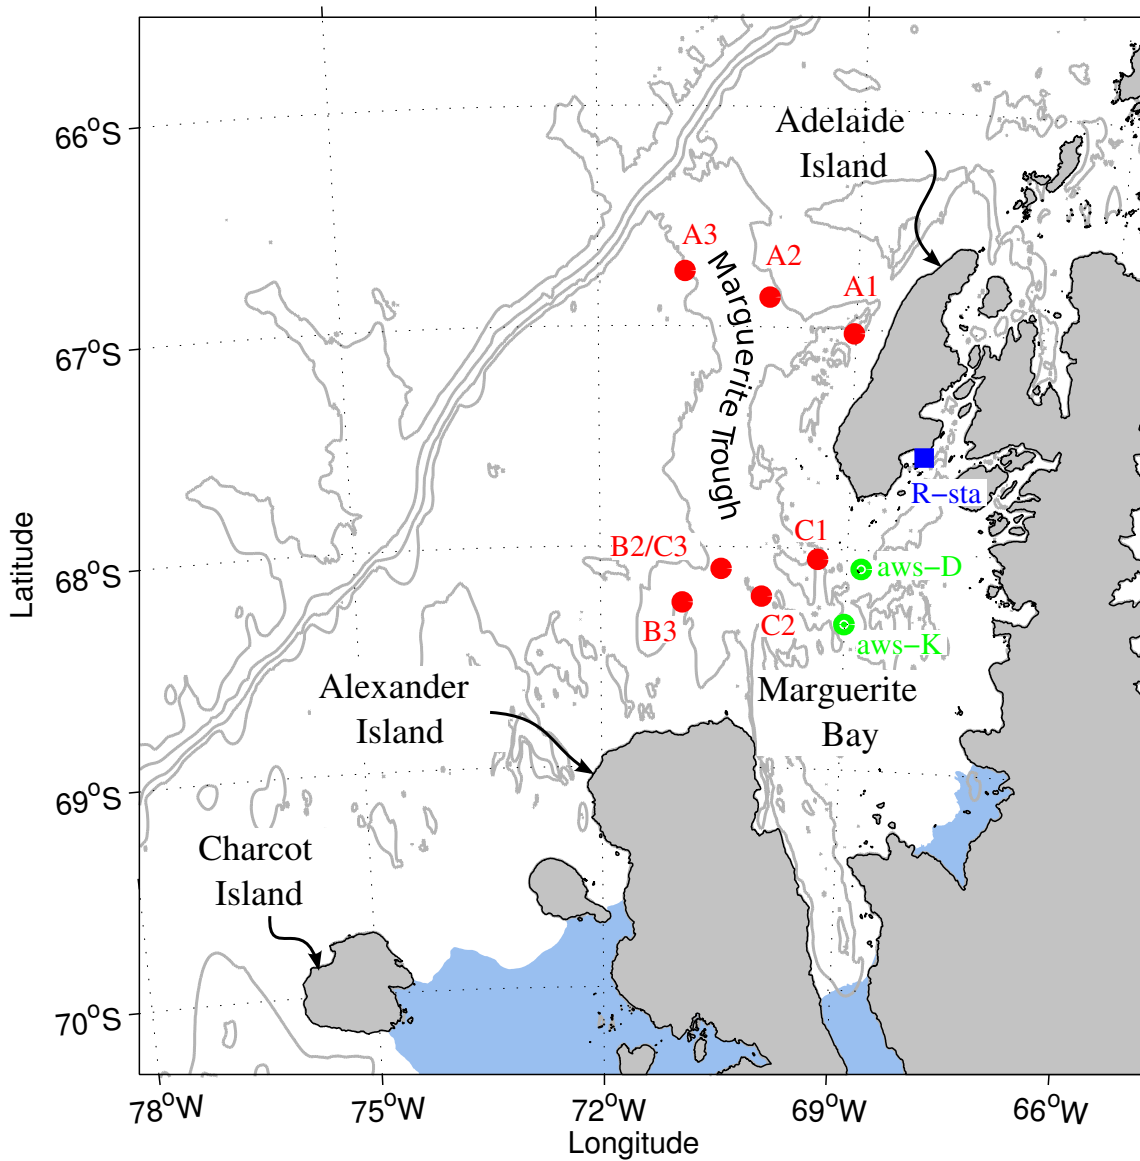 66°S
67°S
68°S
69°S
70°S
Latitude
78°W
75°W
72°W
69°W
66°W
Longitude
Adelaide
Island
A3
A2
A1
Marguerite Trough
R−sta
C1
B2/C3
aws−D
B3
C2
aws−K
Alexander
Island
Marguerite
Bay
Charcot
Island